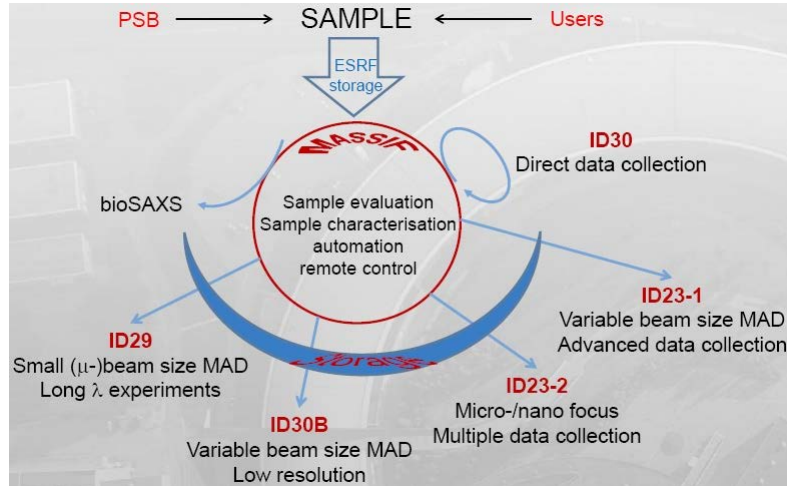 PSB SAMPLE Users
ESRF
storage
MASSIF
ID30
Direct data collection
bioSAXS
Sample evaluation
Sample characterisation
automation
remote control
ID23-1
Variable beam size MAD
Advanced data collection
ID29
Small (μ-)beam size MAD
Long λ experiments
storage
ID23-2
Micro-/nano focus
Multiple data collection
ID30B
Variable beam size MAD
Low resolution